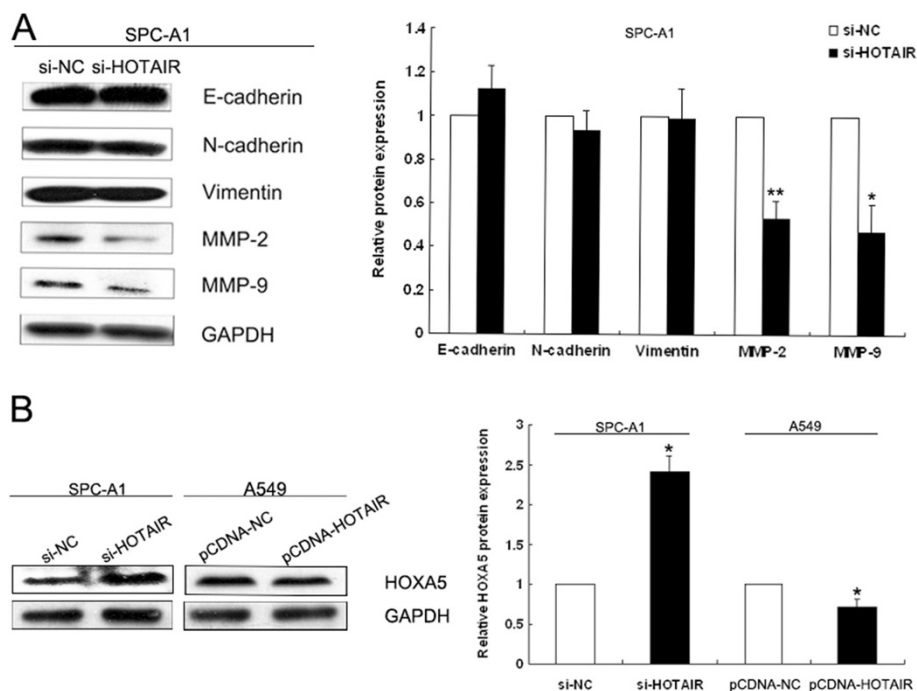 A
SPC-A1
si-NC si-HOTAIR
E-cadherin
N-cadherin
Vimentin
MMP-2
MMP-9
GAPDH
SPC-A1
si-NC
si-HOTAIR
Relative protein expression
1.4
1.2
1
0.8
0.6
0.4
0.2
0
**
*
E-cadherin N-cadherin Vimentin MMP-2 MMP-9
B
SPC-A1 A549
si-NC si-HOTAIR pCDNA-NC pCDNA-HOTAIR
HOXA5
GAPDH
Relative HOXA5 protein expression
3
2.5
2
1.5
1
0.5
0
SPC-A1 A549
*
*
si-NC si-HOTAIR pCDNA-NC pCDNA-HOTAIR